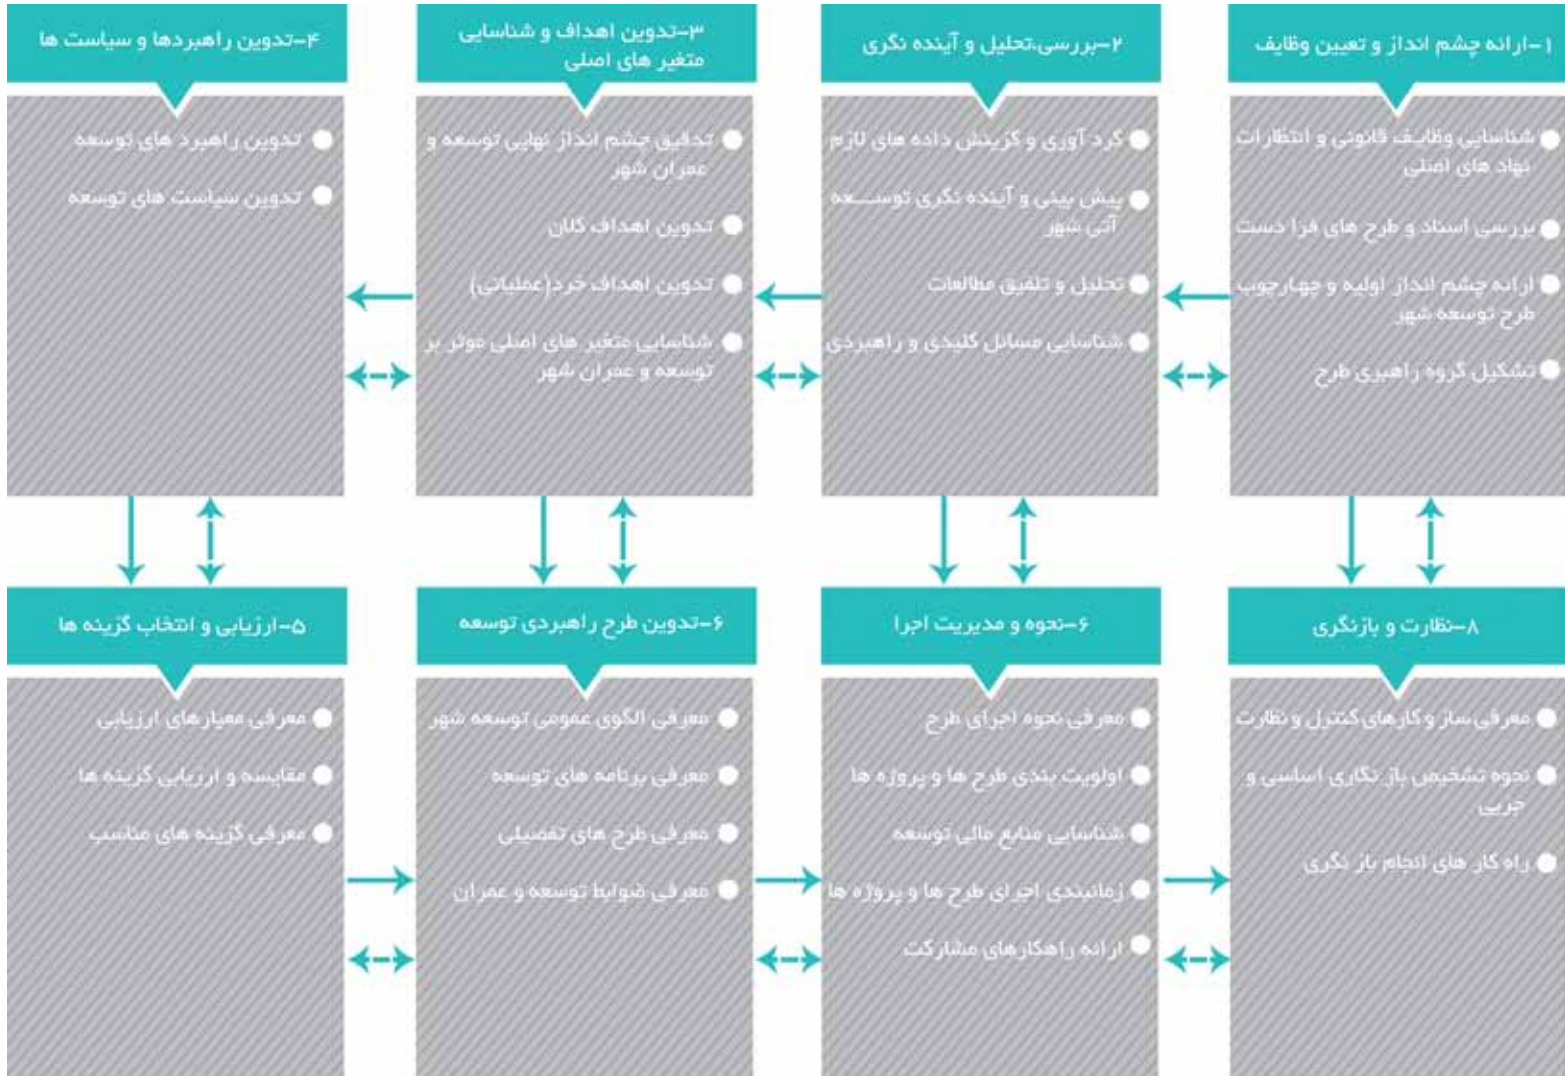 ۱-ارائه چشم انداز و تعیین وظایف
شناسایی وظایف قانونی و انتظارات
نهاد های اصلی
بررسی اسناد و طرح های فرا دست
ارائه چشم انداز اولیه و چهارچوب
طرح توسعه شهر
تشکیل گروه راهبری طرح
۲-بررسی،تحلیل و آینده نگری
گرد آوری و گزینش داده های لازم
پیش بینی و آینده نگری توســعه
آتی شهر
تحلیل و تلفیق مطالعات
شناسایی مسائل کلیدی و راهبردی
۳-تدوین اهداف و شناسایی
متغیر های اصلی
تدقیق چشم انداز نهایی توسعه و
عمران شهر
تدوین اهداف کلان
تدوین اهداف خرد(عملیاتی)
شناسایی متغیر های اصلی موثر بر
توسعه و عمران شهر
۴-تدوین راهبردها و سیاست ها
تدوین راهبرد های توسعه
تدوین سیاست های توسعه
۵-ارزیابی و انتخاب گزینه ها
معرفی معیارهای ارزیابی
مقایسه و ارزیابی گزینه ها
معرفی گزینه های مناسب
۶-تدوین طرح راهبردی توسعه
معرفی الگوی عمومی توسعه شهر
معرفی برنامه های توسعه
معرفی طرح های تفصیلی
معرفی ضوابط توسعه و عمران
۶-نحوه و مدیریت اجرا
معرفی نحوه اجرای طرح
اولویت بندی طرح ها و پروژه ها
شناسایی منابع مالی توسعه
زمانبندی اجرای طرح ها و پروژه ها
ارائه راهکارهای مشارکت
۸-نظارت و بازنگری
معرفی ساز و کارهای کنترل و نظارت
نحوه تشخیص باز نگاری اساسی و
جزیی
راه کار های انجام باز نگری